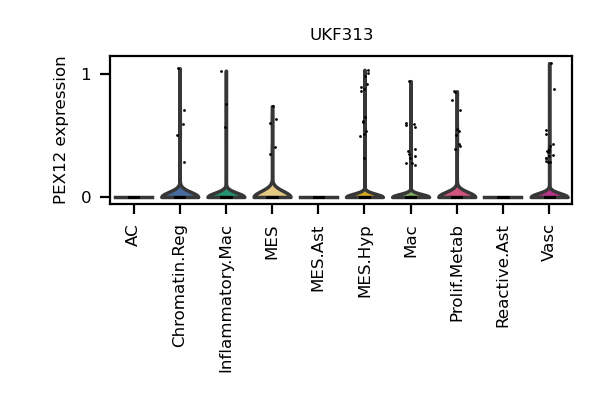 UKF313
PEX12 expression
1
0
AC
Chromatin.Reg
Inflammatory.Mac
MES
MES.Ast
MES.Hyp
Mac
Prolif.Metab
Reactive.Ast
Vasc